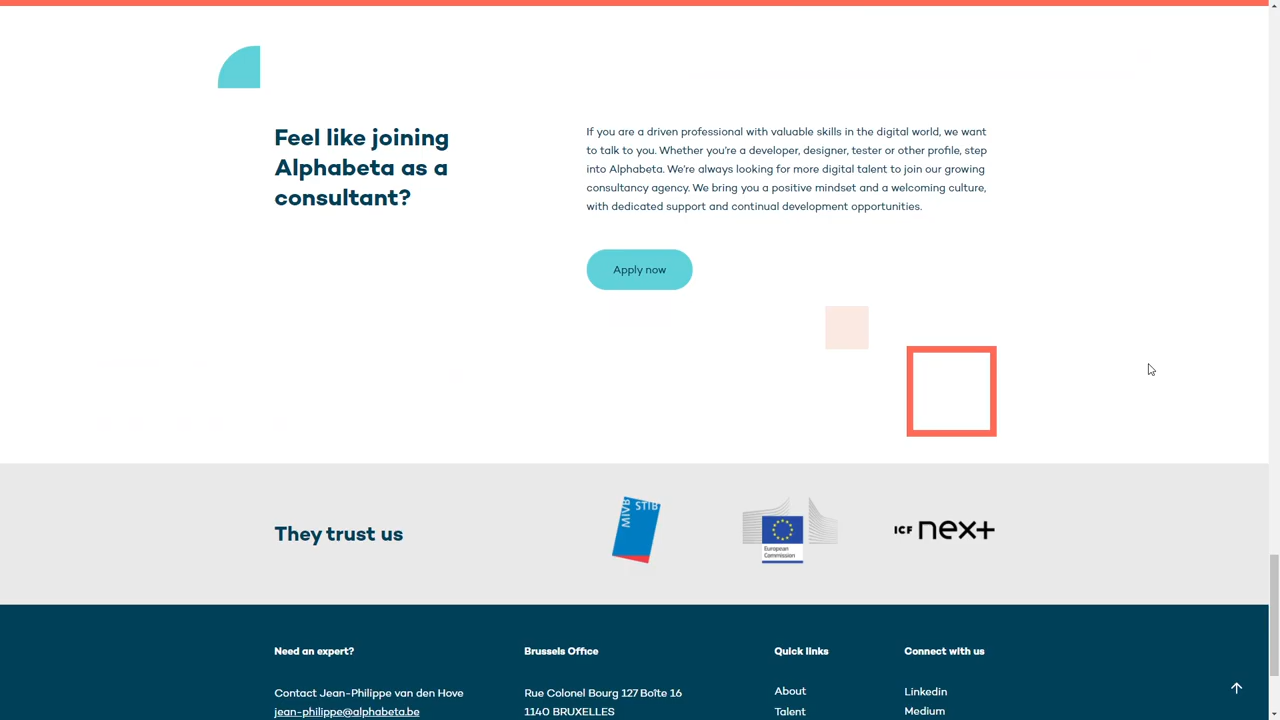 Feel like joining
Alphabeta as a
consultant?
If you are a driven professional with valuable skills in the digital world, we want
to talk to you. Whether you're a developer, designer, tester or other profile, step
into Alphabeta. We're always looking for more digital talent to join our growing
consultancy agency. We bring you a positive mindset and a welcoming culture,
with dedicated support and continual development opportunities.
Apply now
They trust us
MIVB STIB
European
Commission
ICF next
Need an expert?
Contact Jean-Philippe van den Hove
jean-philippe@alphabeta.be
Brussels Office
Rue Colonel Bourg 127 Boîte 16
1140 BRUXELLES
Quick links
About
Talent
Connect with us
Linkedin
Medium